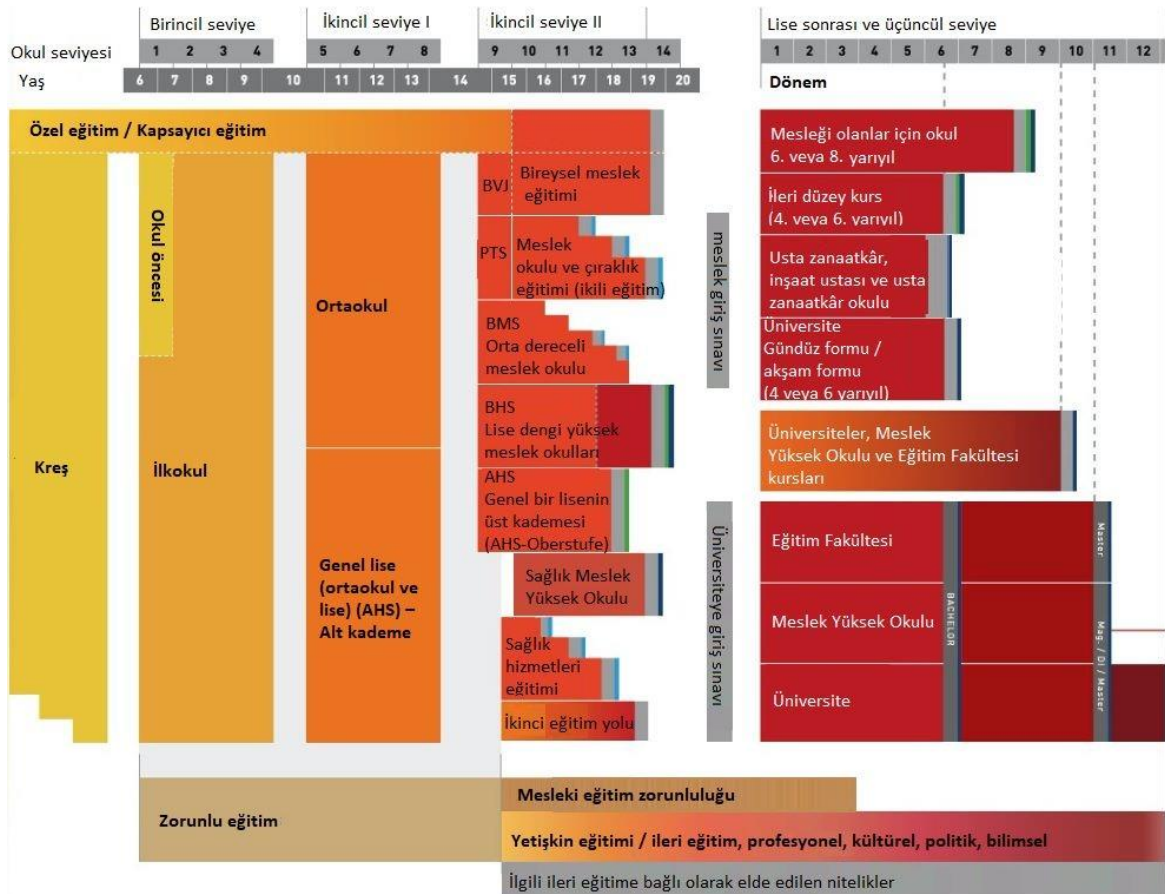 Birincil seviye
İkincil seviye I
İkincil seviye II
Lise sonrası ve üçüncül seviye
Okul seviyesi
1 2 3 4
5 6 7 8
9 10 11 12 13 14
1 2 3 4 5 6 7 8 9 10 11 12
Yaş
6 7 8 9 10 11 12 13 14 15 16 17 18 19 20
Dönem
Özel eğitim / Kapsayıcı eğitim
Kreş
Okul öncesi
İlkokul
Ortaokul
Genel lise
(ortaokul ve
lise) (AHS) –
Alt kademe
BVJ
Bireysel meslek
eğitimi
PTS
Meslek
okulu ve çıraklık
eğitimi (ikili eğitim)
BMS
Orta dereceli
meslek okulu
BHS
Lise dengi yüksek
meslek okulları
AHS
Genel bir lisenin
üst kademesi
(AHS-Oberstufe)
Sağlık Meslek
Yüksek Okulu
Sağlık
hizmetleri
eğitimi
İkinci eğitim yolu
meslek giriş sınavı
Üniversiteye giriş sınavı
Mesleği olanlar için okul
6. veya 8. yarıyıl
İleri düzey kurs
(4. veya 6. yarıyıl)
Usta zanaatkâr,
inşaat ustası ve usta
zanaatkâr okulu
Üniversite
Gündüz formu /
akşam formu
(4 veya 6 yarıyıl)
Üniversiteler, Meslek
Yüksek Okulu ve Eğitim Fakültesi
kursları
Eğitim Fakültesi
Meslek Yüksek Okulu
Üniversite
BACHELOR
Master
Mag. / DI / Master
Zorunlu eğitim
Mesleki eğitim zorunluluğu
Yetişkin eğitimi / ileri eğitim, profesyonel, kültürel, politik, bilimsel
İlgili ileri eğitime bağlı olarak elde edilen nitelikler